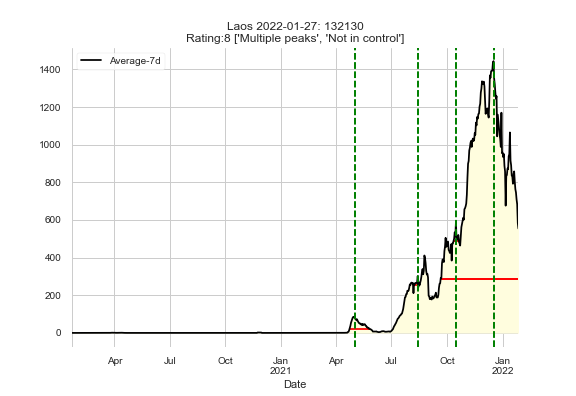 Laos 2022-01-27: 132130
Rating:8 ['Multiple peaks', 'Not in control']
Average-7d
1400
1200
1000
800
600
400
200
0
Apr Jul Oct Jan Apr Jul Oct Jan
2021 2022
Date